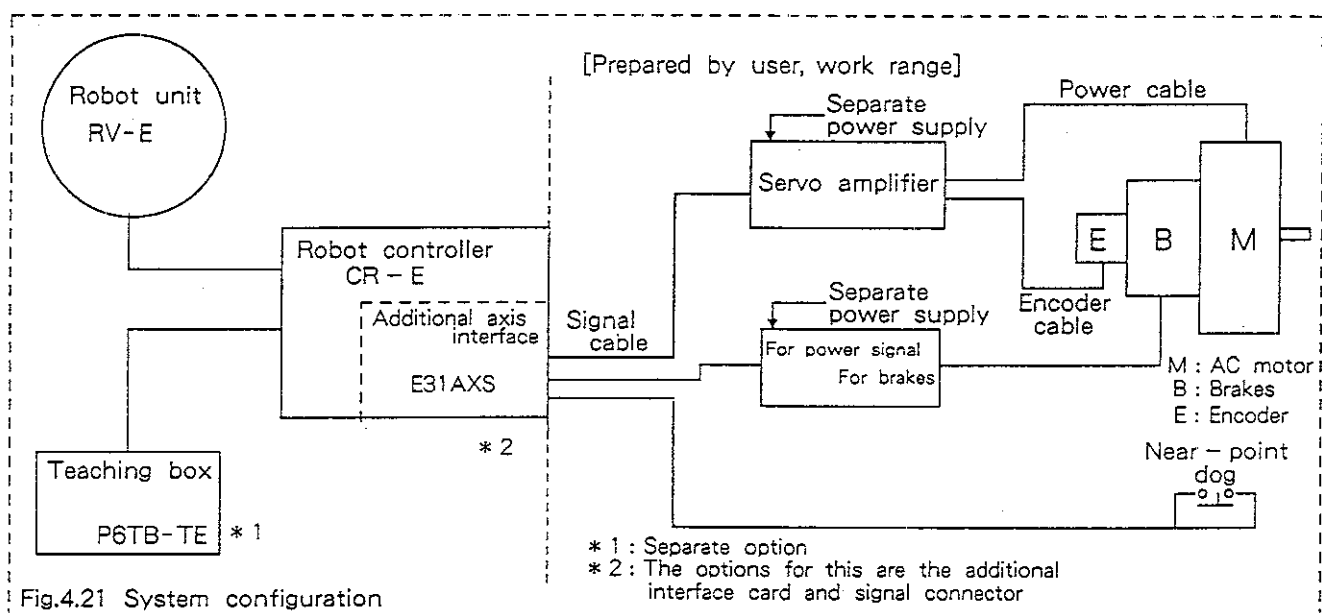 [Prepared by user, work range]
Robot unit
RV-E
Separate
power supply
Power cable
Servo amplifier
E
B
M
Robot controller
CR-E
Additional axis
interface
E31AXS
Signal
cable
Separate
power supply
Encoder
cable
For power signal
For brakes
M : AC motor
B : Brakes
E : Encoder
*2
Near-point
dog
Teaching box
P6TB-TE
*1
*1 : Separate option
*2 : The options for this are the additional
interface card and signal connector
Fig.4.21 System configuration